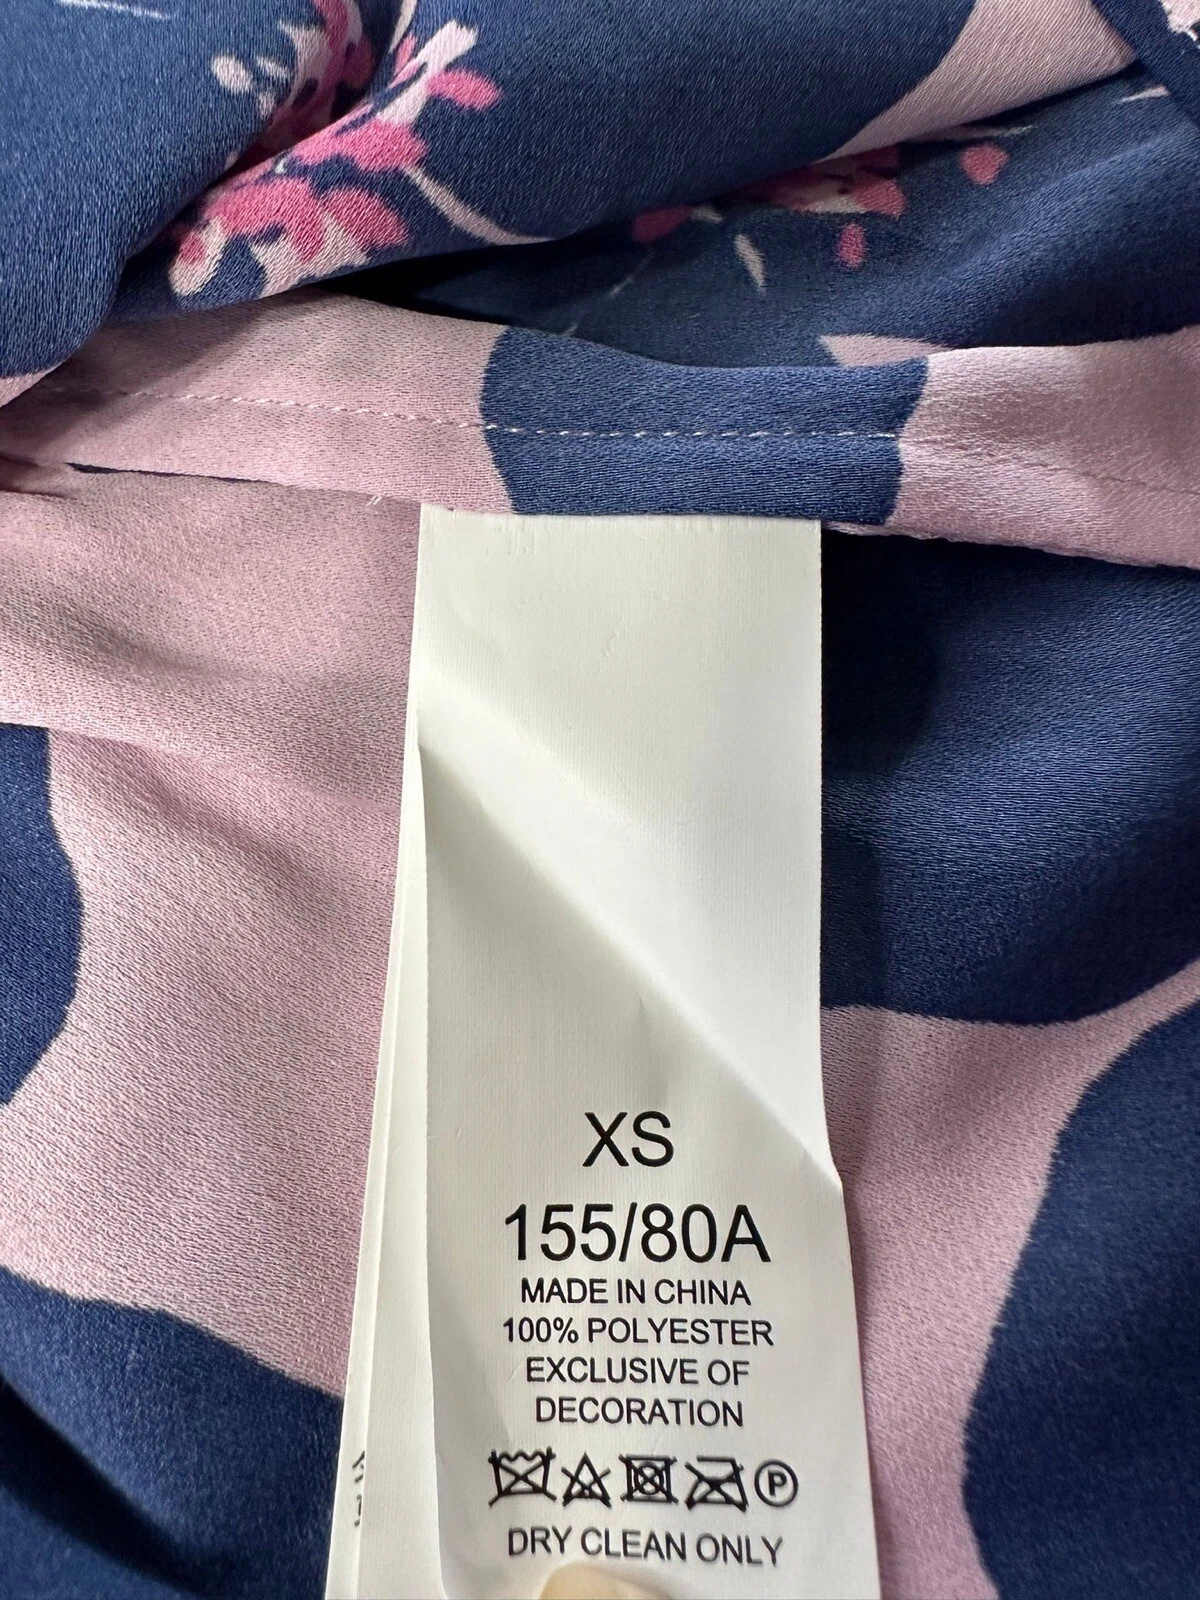 XS
155/80A
MADE IN CHINA
100% POLYESTER
EXCLUSIVE OF
DECORATION
P
DRY CLEAN ONLY